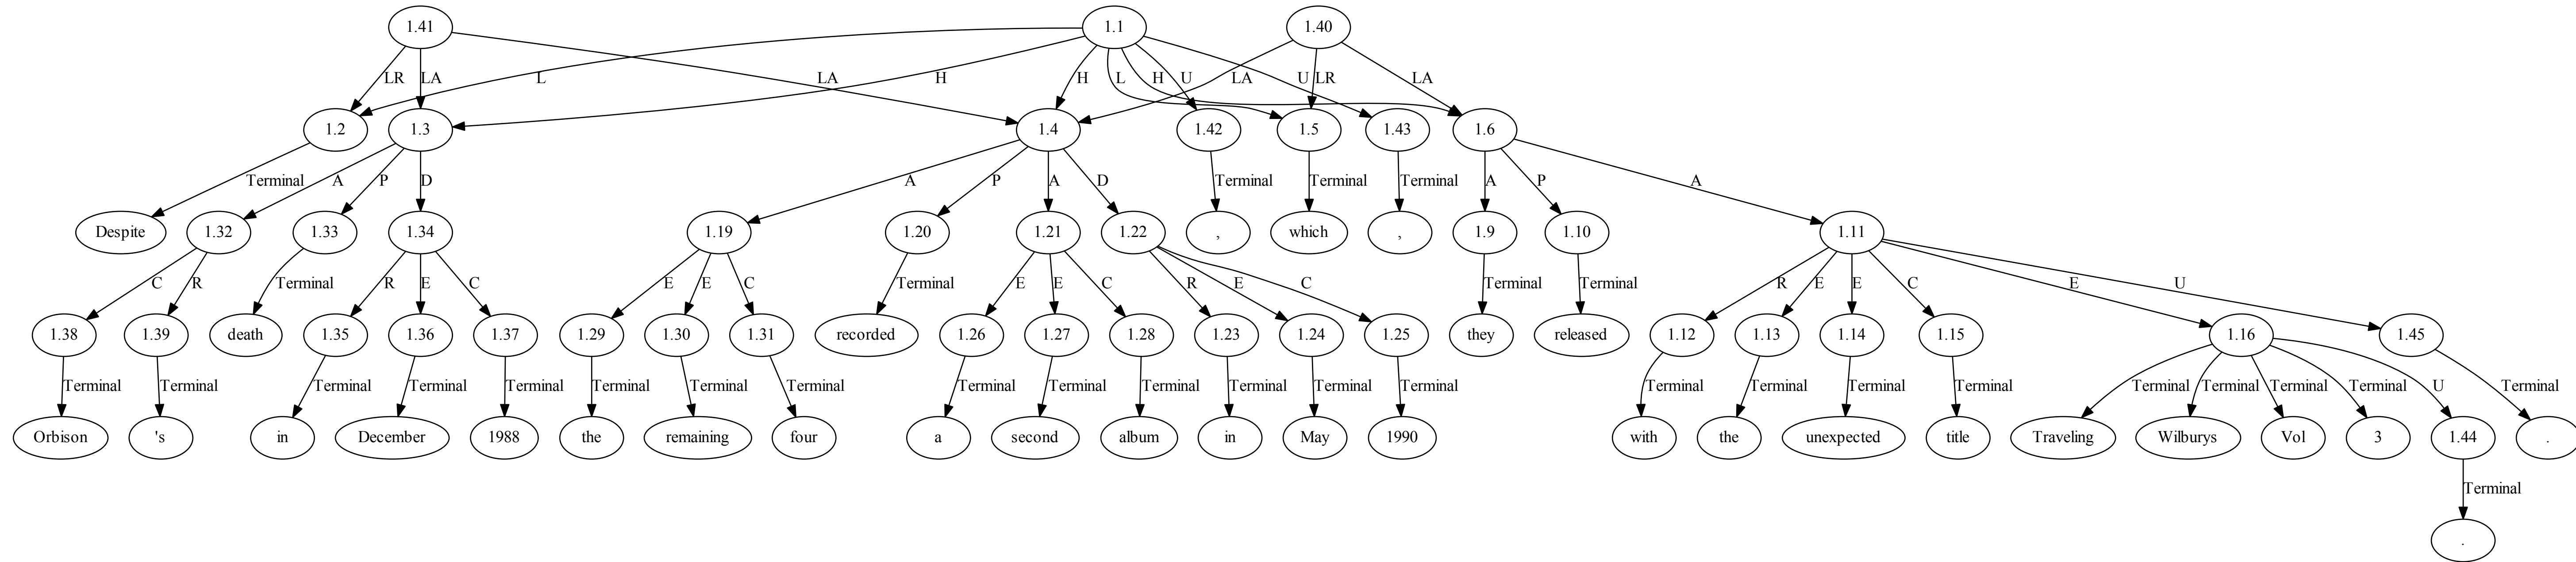 1.41 1.1 1.40
LR LA L LA H H L H U LA U LR LA
1.2 1.3 1.4 1.42 1.5 1.43 1.6
Terminal A P D A P A D Terminal Terminal Terminal A P A
Despite 1.32 1.33 1.34 1.19 1.20 1.21 1.22 , which , 1.9 1.10 1.11
C R Terminal R E C E E C Terminal E E C R E C Terminal Terminal R E E C E U
1.38 1.39 death 1.35 1.36 1.37 1.29 1.30 1.31 recorded 1.26 1.27 1.28 1.23 1.24 1.25 they released 1.12 1.13 1.14 1.15 1.16 1.45
Terminal Terminal Terminal Terminal Terminal Terminal Terminal Terminal Terminal Terminal Terminal Terminal Terminal Terminal Terminal Terminal Terminal Terminal Terminal Terminal Terminal Terminal U Terminal
Orbison 's in December 1988 the remaining four a second album in May 1990 with the unexpected title Traveling Wilburys Vol 3 1.44 .
Terminal
.